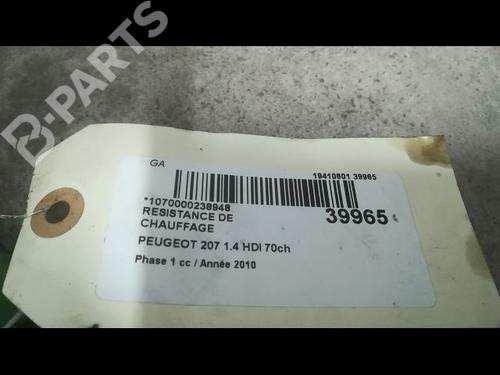 B-PARTS
GA
19410601 39965
*1070000238948
39965
RESISTANCE DE
CHAUFFAGE
PEUGEOT 207 1.4 HDI 70ch
Phase 1 cc / Année 2010